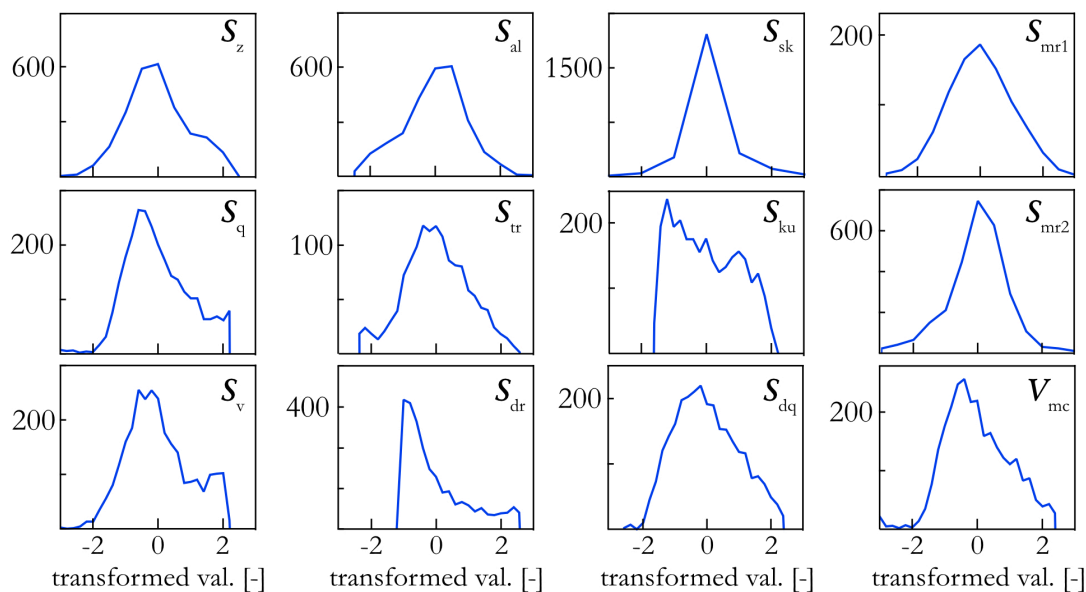 600 S_z
600 S_al
1500 S_sk
200 S_mr1
200 S_q
100 S_tr
200 S_ku
600 S_mr2
200 S_v
400 S_dr
200 S_dq
200 V_mc
-2 0 2 -2 0 2 -2 0 2 -2 0 2
transformed val. [-] transformed val. [-] transformed val. [-] transformed val. [-]